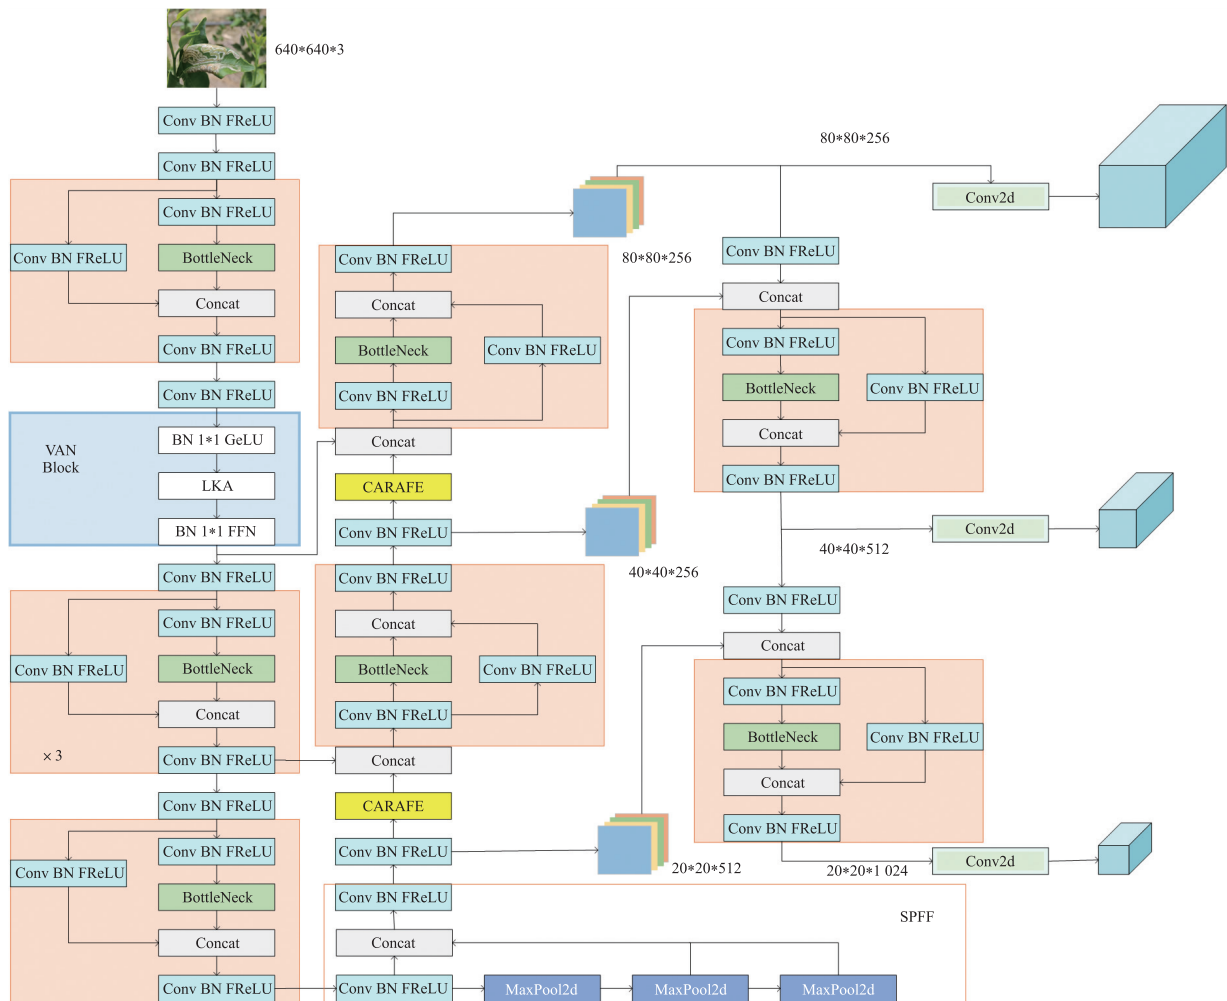 640*640*3
Conv BN FReLU
Conv BN FReLU
Conv BN FReLU
Conv BN FReLU
BottleNeck
Concat
Conv BN FReLU
Conv BN FReLU
VAN
Block
BN 1*1 GeLU
LKA
BN 1*1 FFN
Conv BN FReLU
Conv BN FReLU
Conv BN FReLU
BottleNeck
Concat
× 3
Conv BN FReLU
Conv BN FReLU
Conv BN FReLU
Conv BN FReLU
BottleNeck
Concat
Conv BN FReLU
Conv BN FReLU
Concat
BottleNeck
Conv BN FReLU
Conv BN FReLU
Concat
CARAFE
Conv BN FReLU
Conv BN FReLU
Concat
BottleNeck
Conv BN FReLU
Conv BN FReLU
Concat
CARAFE
Conv BN FReLU
Conv BN FReLU
SPFF
Concat
Conv BN FReLU
MaxPool2d
MaxPool2d
MaxPool2d
80*80*256
40*40*256
20*20*512
80*80*256
Conv2d
Conv BN FReLU
Concat
Conv BN FReLU
BottleNeck
Conv BN FReLU
Concat
Conv BN FReLU
Conv2d
40*40*512
Conv BN FReLU
Concat
Conv BN FReLU
BottleNeck
Conv BN FReLU
Concat
Conv BN FReLU
20*20*1 024
Conv2d